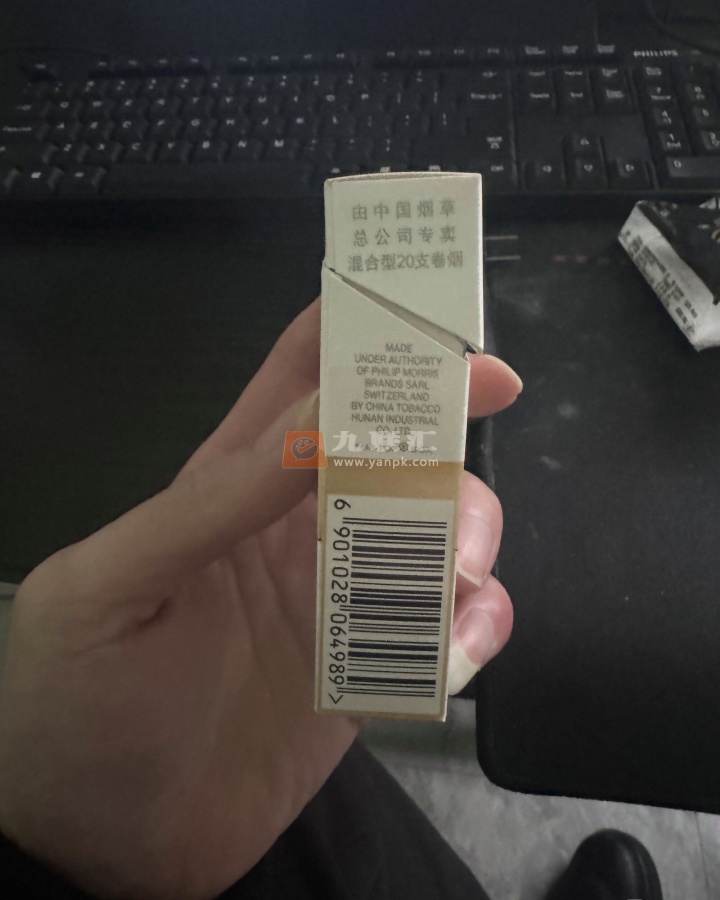 PHILIPS
由中国烟草
总公司专卖
混合型20支卷烟
MADE
UNDER AUTHORITY
OF PHILIP MORRIS
BRANDS SARL
SWITZERLAND
BY CHINA TOBACCO
HUNAN INDUSTRIAL
CO LTD
九联汇
www.yanpk.com
6 901028 064989 >